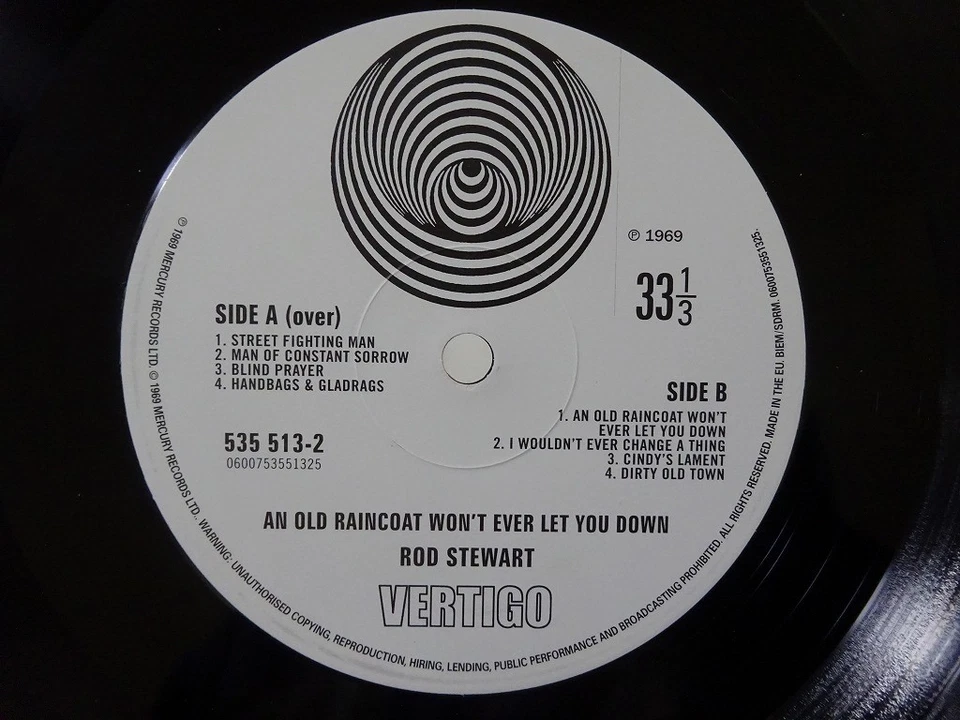 ℗ 1969
33 1/3
SIDE A (over)
1. STREET FIGHTING MAN
2. MAN OF CONSTANT SORROW
3. BLIND PRAYER
4. HANDBAGS & GLADRAGS
535 513-2
0600753551325
SIDE B
1. AN OLD RAINCOAT WON'T
EVER LET YOU DOWN
2. I WOULDN'T EVER CHANGE A THING
3. CINDY'S LAMENT
4. DIRTY OLD TOWN
AN OLD RAINCOAT WON'T EVER LET YOU DOWN
ROD STEWART
VERTIGO
℗ 1969 MERCURY RECORDS LTD. © 1969 MERCURY RECORDS LTD.. WARNING: UNAUTHORISED COPYING, REPRODUCTION, HIRING, LENDING, PUBLIC PERFORMANCE AND BROADCASTING PROHIBITED. ALL RIGHTS RESERVED. MADE IN THE EU. BIEM/SDRM. 0600753551325.